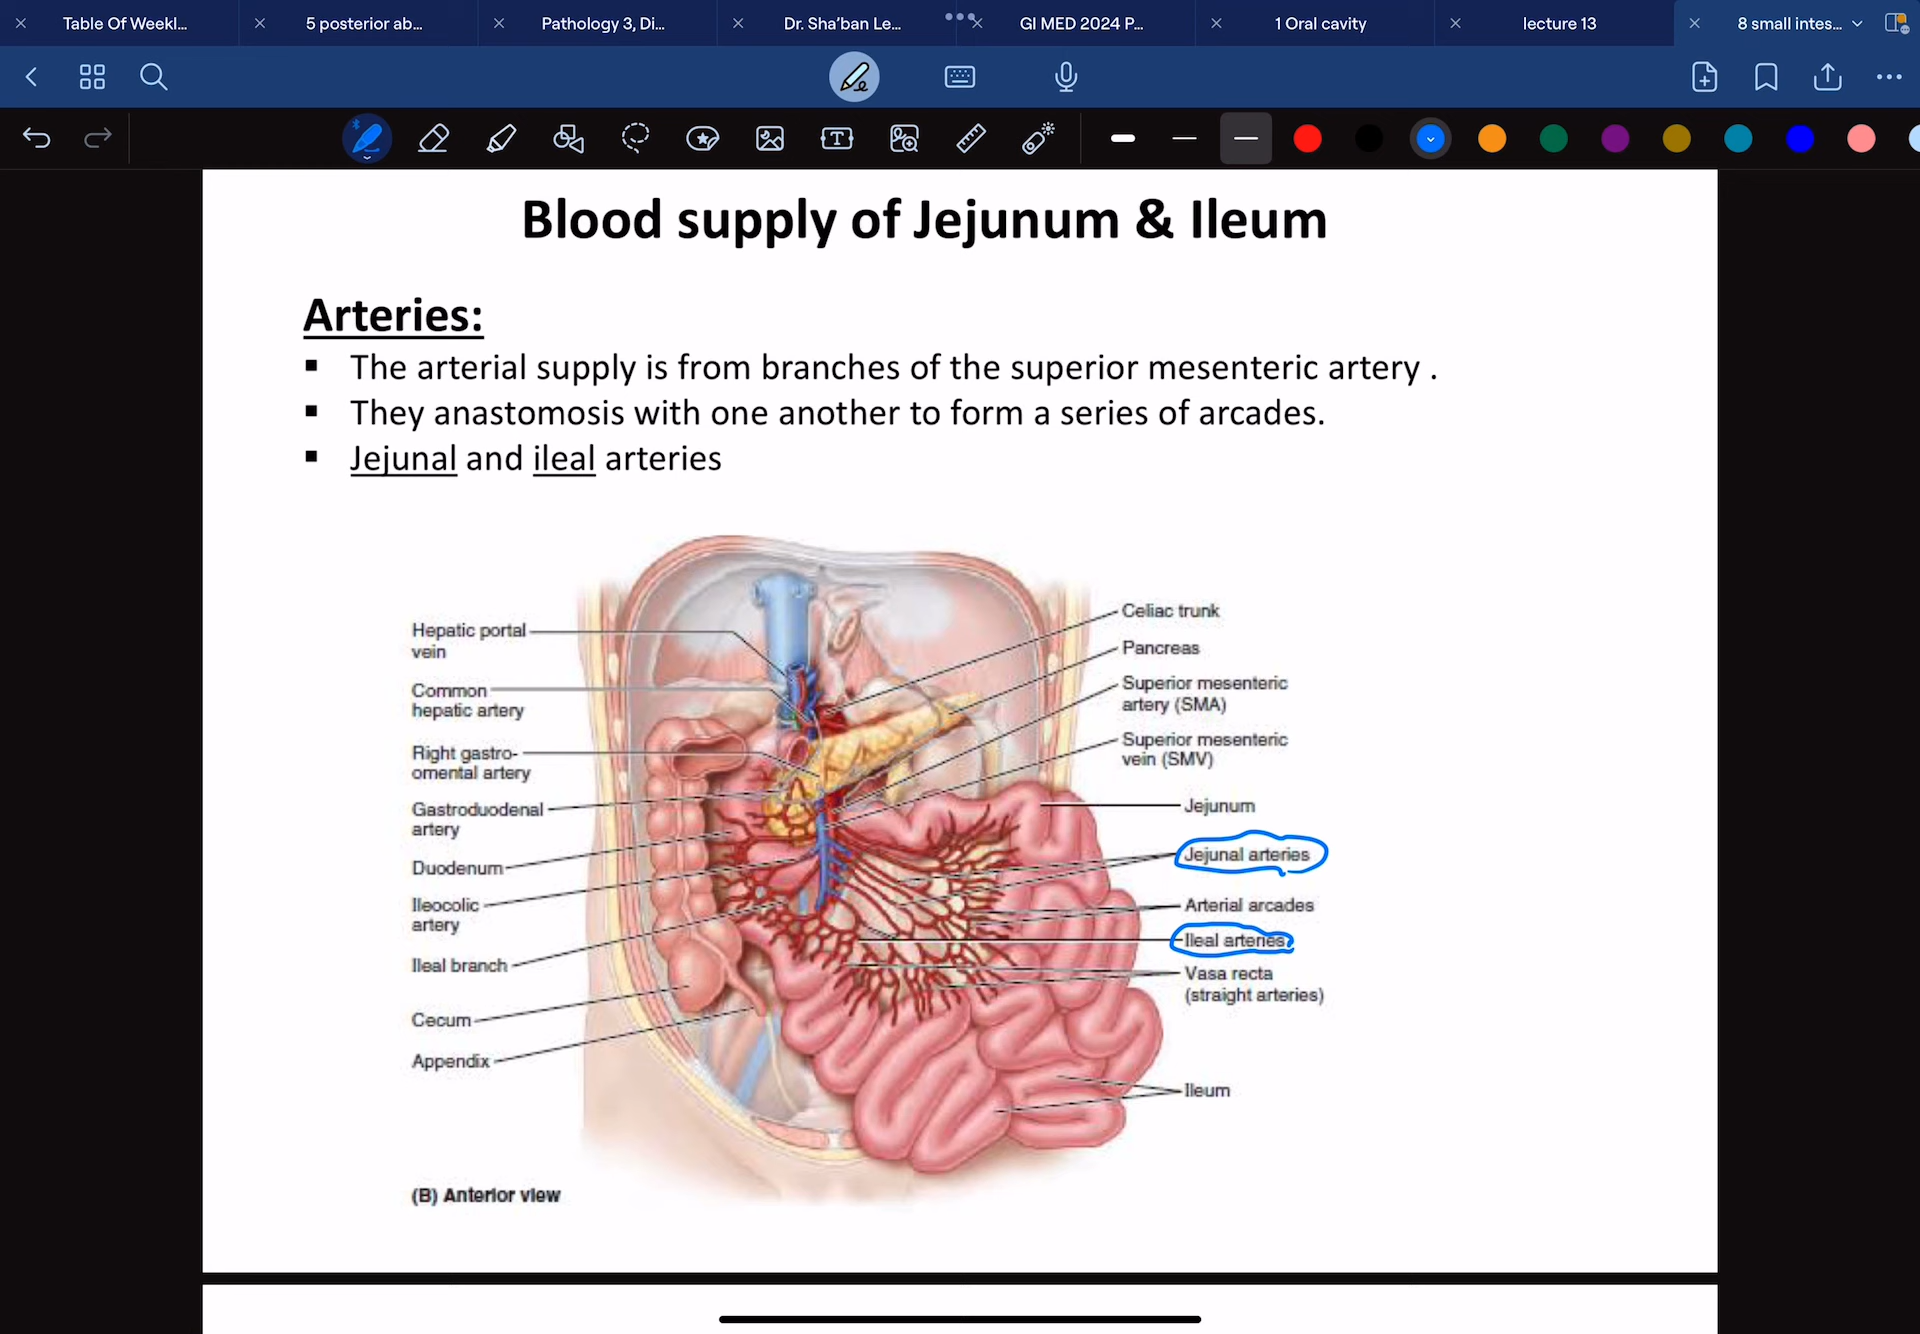 Table Of Weekl...
5 posterior ab...
Pathology 3, Di...
Dr. Sha'ban Le...
GI MED 2024 P...
1 Oral cavity
lecture 13
8 small intes...
Blood supply of Jejunum & Ileum
Arteries:
▪ The arterial supply is from branches of the superior mesenteric artery .
▪ They anastomosis with one another to form a series of arcades.
▪ Jejunal and ileal arteries
Hepatic portal
vein
Common
hepatic artery
Right gastro-
omental artery
Gastroduodenal
artery
Duodenum
Ileocolic
artery
Ileal branch
Cecum
Appendix
Celiac trunk
Pancreas
Superior mesenteric
artery (SMA)
Superior mesenteric
vein (SMV)
Jejunum
Jejunal arteries
Arterial arcades
Ileal arteries
Vasa recta
(straight arteries)
Ileum
(B) Anterior view